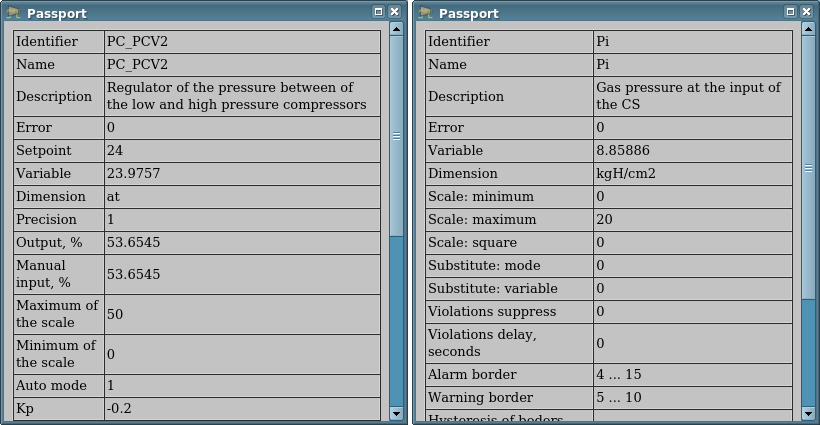 Passport
Identifier PC_PCV2
Name PC_PCV2
Description Regulator of the pressure between of
the low and high pressure compressors
Error 0
Setpoint 24
Variable 23.9757
Dimension at
Precision 1
Output, % 53.6545
Manual
input, % 53.6545
Maximum of
the scale 50
Minimum of
the scale 0
Auto mode 1
Kp -0.2
Passport
Identifier Pi
Name Pi
Description Gas pressure at the input of
the CS
Error 0
Variable 8.85886
Dimension kgH/cm2
Scale: minimum 0
Scale: maximum 20
Scale: square 0
Substitute: mode 0
Substitute: variable 0
Violations suppress 0
Violations delay,
seconds 0
Alarm border 4 ... 15
Warning border 5 ... 10
Hysteresis of boders